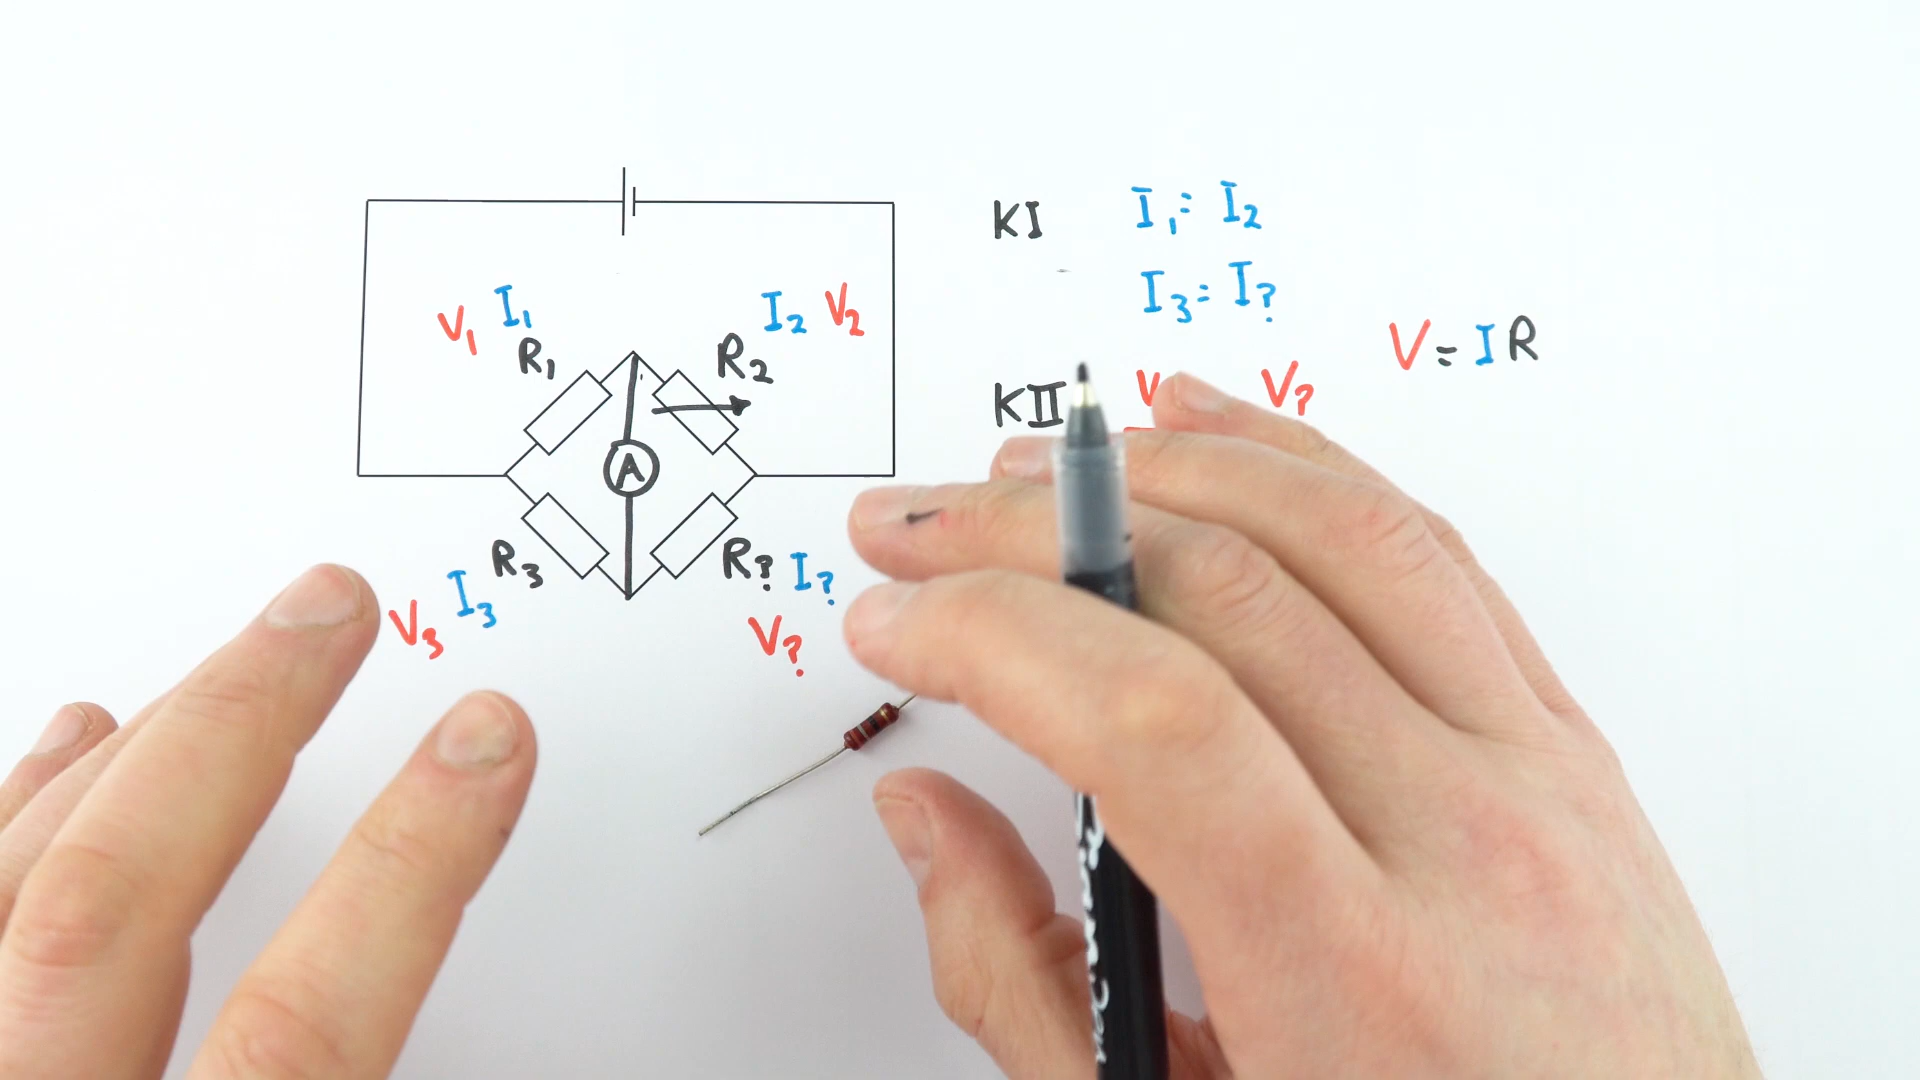 KI I₁ = I₂
I₃ = I?
V₁ I₁ I₂ V₂
R₁ R₂
V = IR
KII V V?
A
R₃ R? I?
V₃ I₃
V?